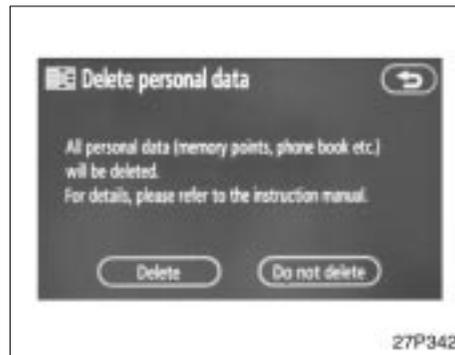 Delete personal data
All personal data (memory points, phone book etc.)
will be deleted.
For details, please refer to the instruction manual.
Delete
Do not delete
27P342